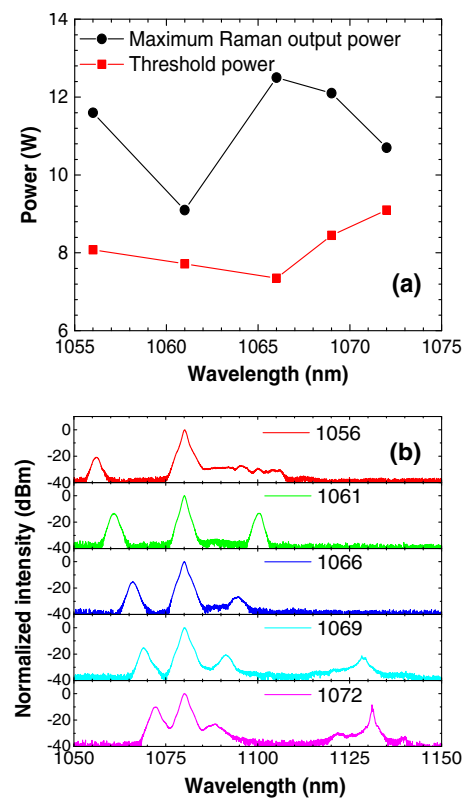 14
12
10
8
6
Power (W)
Maximum Raman output power
Threshold power
(a)
1055 1060 1065 1070 1075
Wavelength (nm)
Normalized intensity (dBm)
0
-20
-40
1056
(b)
0
-20
-40
1061
0
-20
-40
1066
0
-20
1069
0
-20
-40
1072
1050 1075 1100 1125 1150
Wavelength (nm)